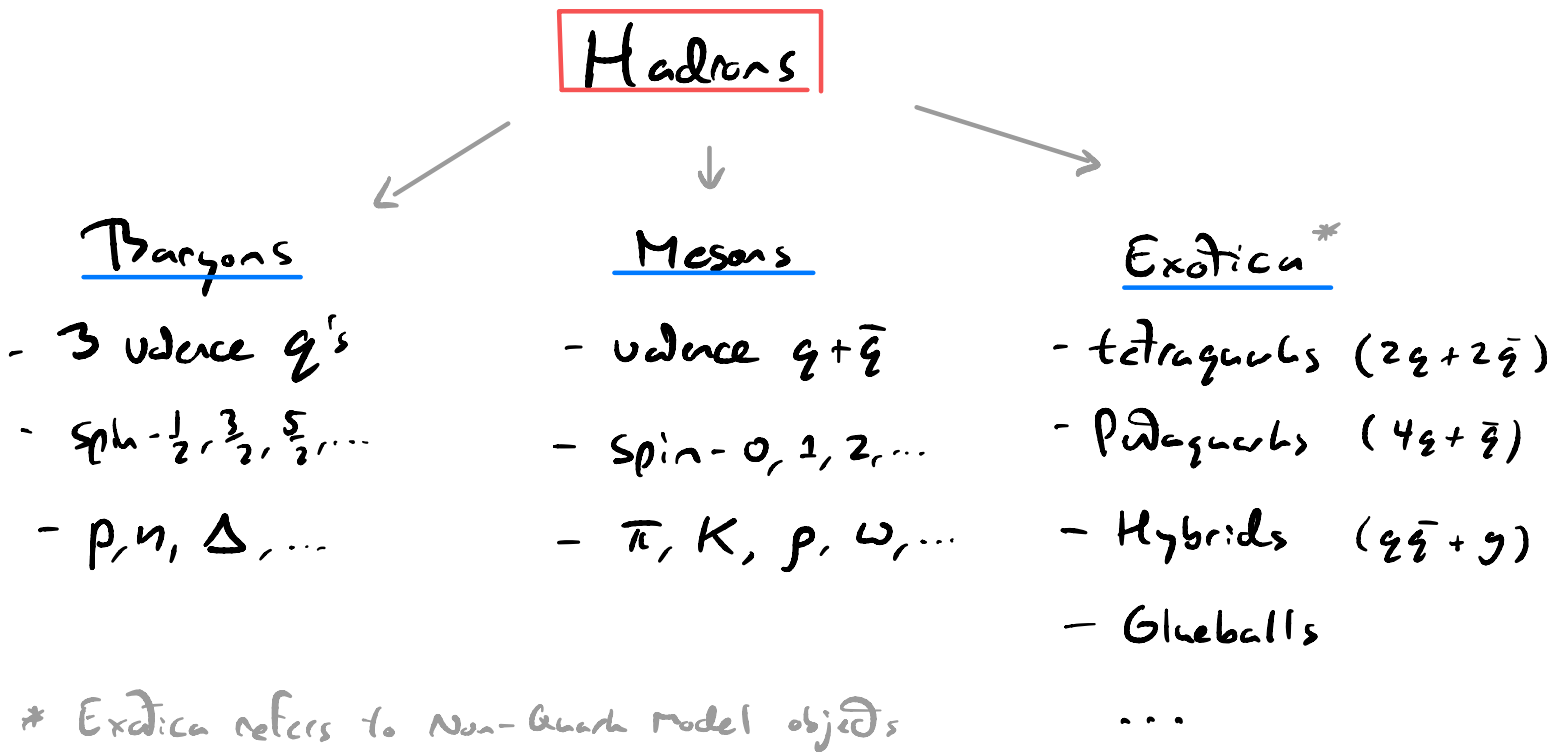 Hadrons
Baryons
- 3 valence q's
- spin-1/2, 3/2, 5/2, ...
- p, n, Δ, ...
Mesons
- valence q + q̄
- spin-0, 1, 2, ...
- π, K, ρ, ω, ...
Exotica*
- tetraquarks (2q + 2q̄)
- Pentaquarks (4q + q̄)
- Hybrids (qq̄ + g)
- Glueballs
...
* Exotica refers to Non-Quark Model objects